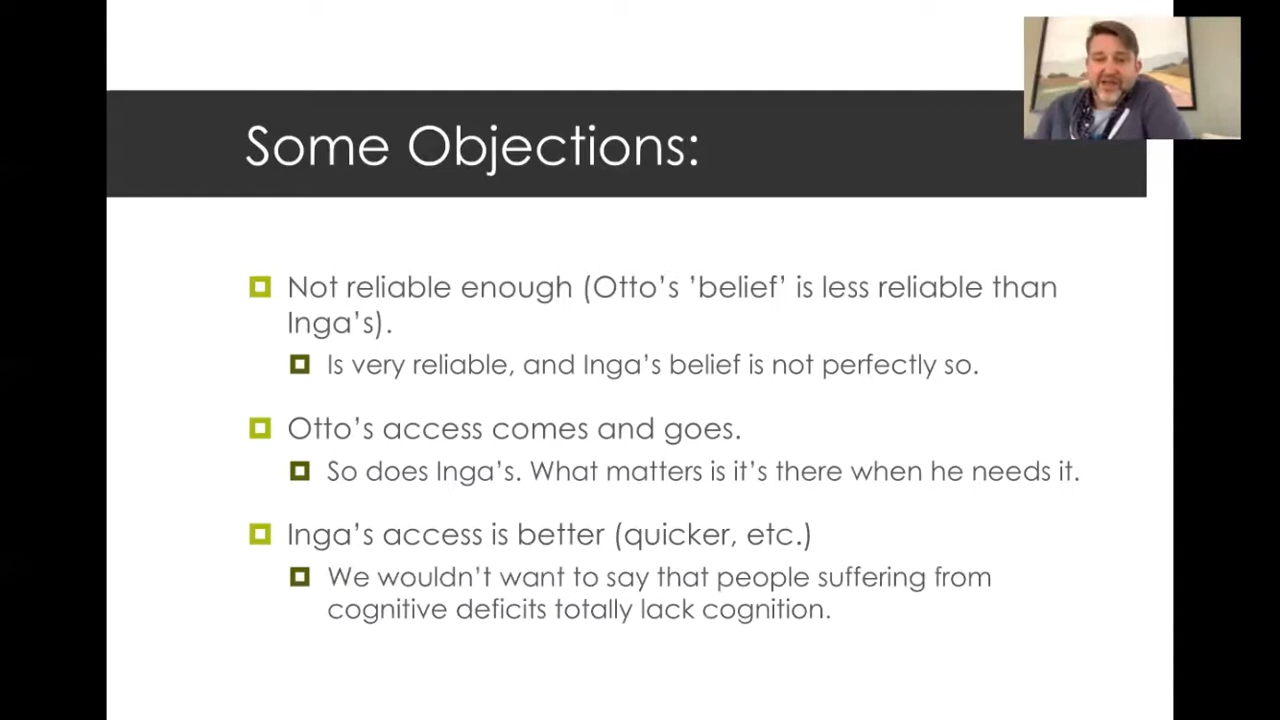 Some Objections:
Not reliable enough (Otto's 'belief' is less reliable than
Inga's).
Is very reliable, and Inga's belief is not perfectly so.
Otto's access comes and goes.
So does Inga's. What matters is it's there when he needs it.
Inga's access is better (quicker, etc.)
We wouldn't want to say that people suffering from
cognitive deficits totally lack cognition.